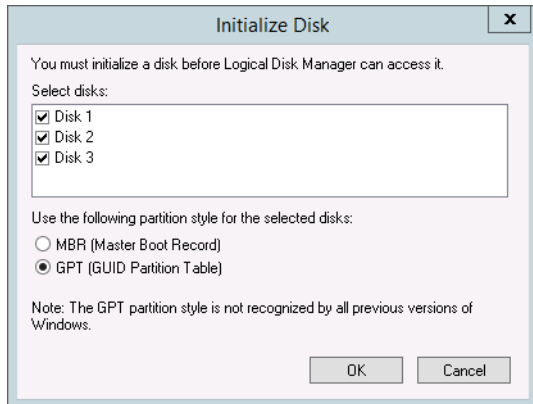 Initialize Disk
x
You must initialize a disk before Logical Disk Manager can access it.
Select disks:
Disk 1
Disk 2
Disk 3
Use the following partition style for the selected disks:
MBR (Master Boot Record)
GPT (GUID Partition Table)
Note: The GPT partition style is not recognized by all previous versions of
Windows.
OK
Cancel